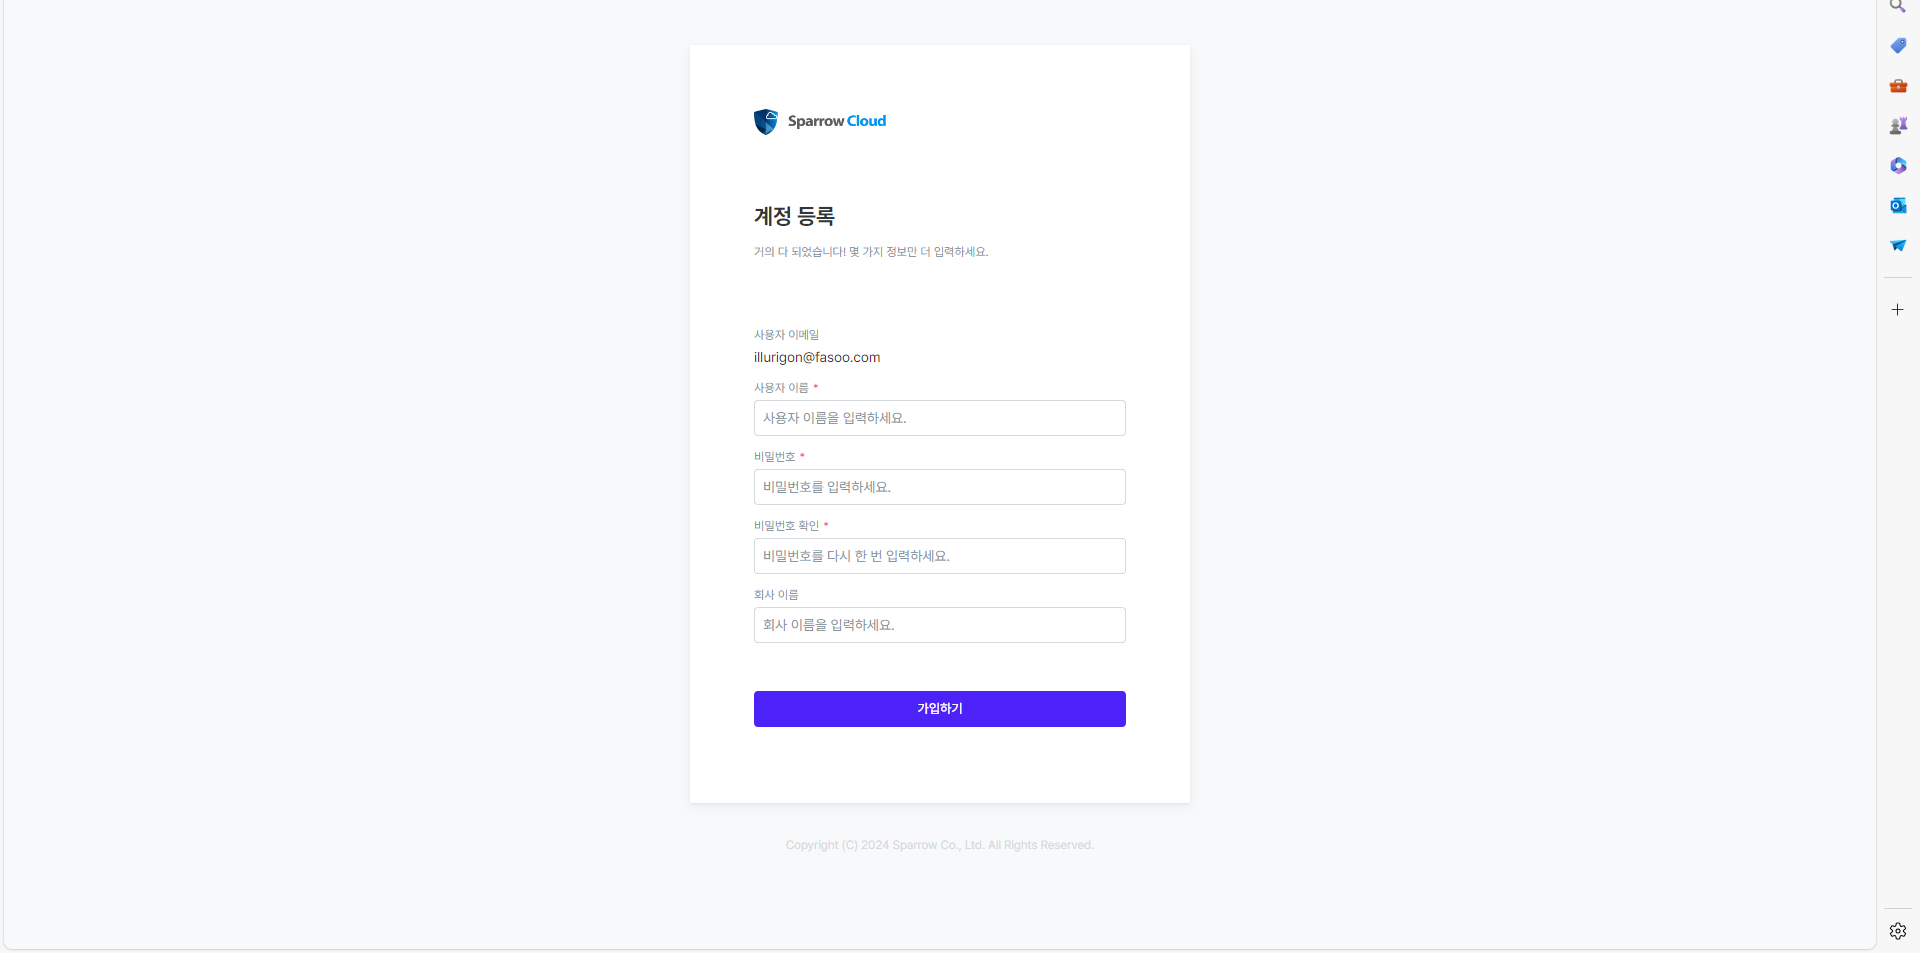 Sparrow Cloud
계정 등록
거의 다 되었습니다! 몇 가지 정보만 더 입력하세요.
사용자 이메일
illurigon@fasoo.com
사용자 이름 *
사용자 이름을 입력하세요.
비밀번호 *
비밀번호를 입력하세요.
비밀번호 확인 *
비밀번호를 다시 한 번 입력하세요.
회사 이름
회사 이름을 입력하세요.
가입하기
Copyright (C) 2024 Sparrow Co., Ltd. All Rights Reserved.